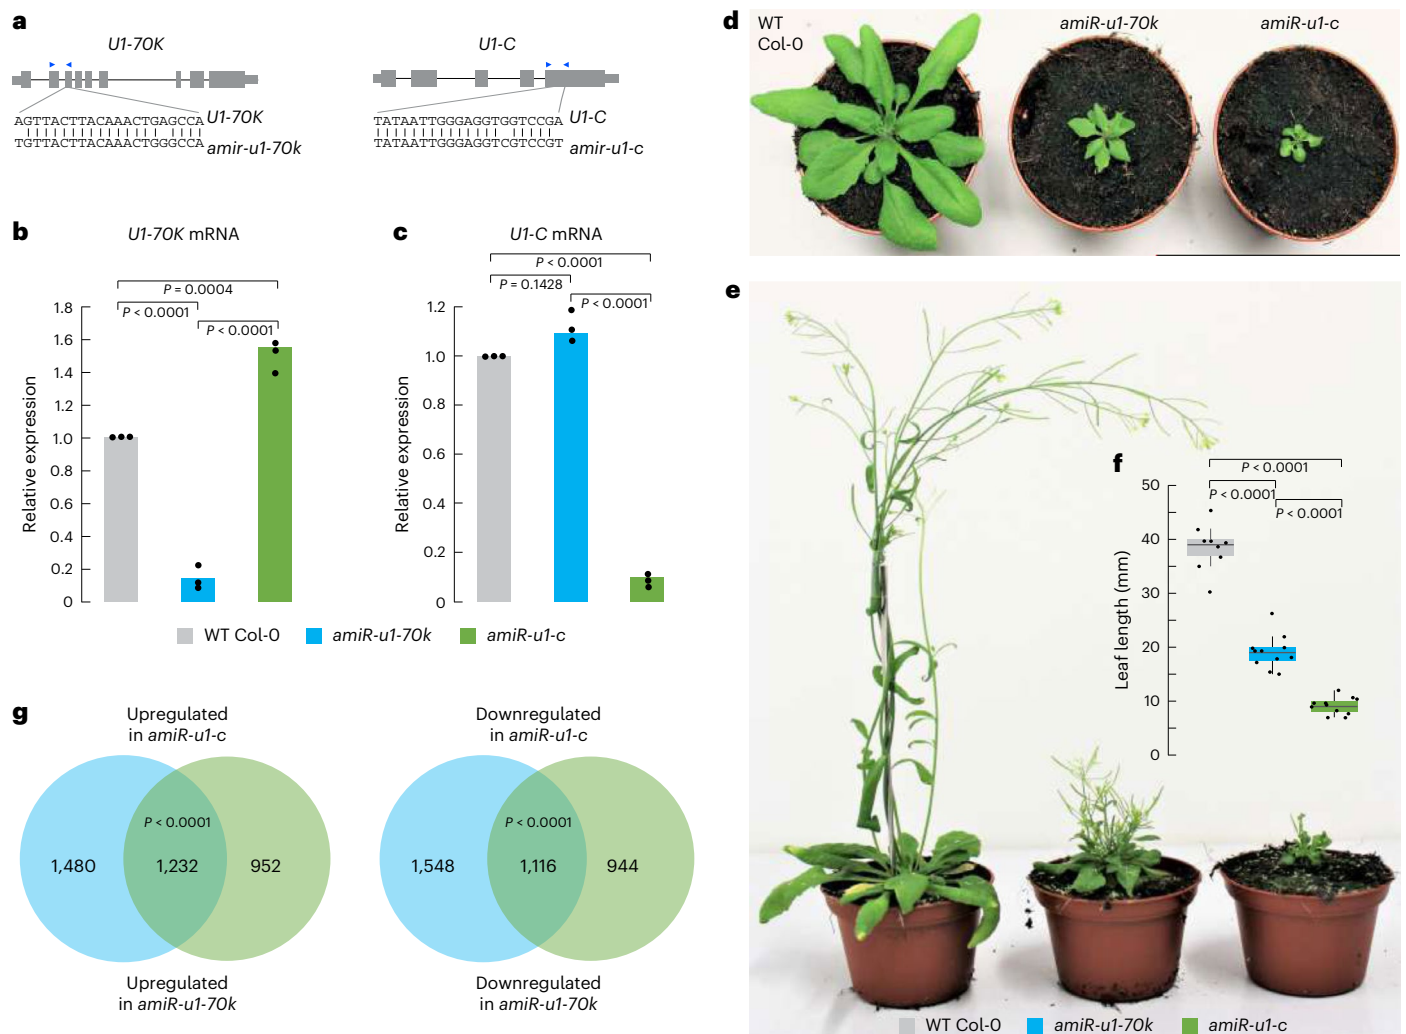 a
U1-70K
AGTTACTTACAAACTGAGCCA U1-70K
TGTTACTTACAAACTGGGCCA amir-u1-70k
U1-C
TATAATTGGGAGGTGGTCCGA U1-C
TATAATTGGGAGGTCGTCCGT amir-u1-c
b
U1-70K mRNA
P = 0.0004
P < 0.0001
P < 0.0001
Relative expression
1.8
1.6
1.4
1.2
1.0
0.8
0.6
0.4
0.2
0
c
U1-C mRNA
P < 0.0001
P = 0.1428
P < 0.0001
Relative expression
1.2
1.0
0.8
0.6
0.4
0.2
0
WT Col-0
amiR-u1-70k
amiR-u1-c
d
WT
Col-0
amiR-u1-70k
amiR-u1-c
e
f
P < 0.0001
P < 0.0001
P < 0.0001
Leaf length (mm)
50
40
30
20
10
0
WT Col-0
amiR-u1-70k
amiR-u1-c
g
Upregulated
in amiR-u1-c
P < 0.0001
1,480
1,232
952
Upregulated
in amiR-u1-70k
Downregulated
in amiR-u1-c
P < 0.0001
1,548
1,116
944
Downregulated
in amiR-u1-70k